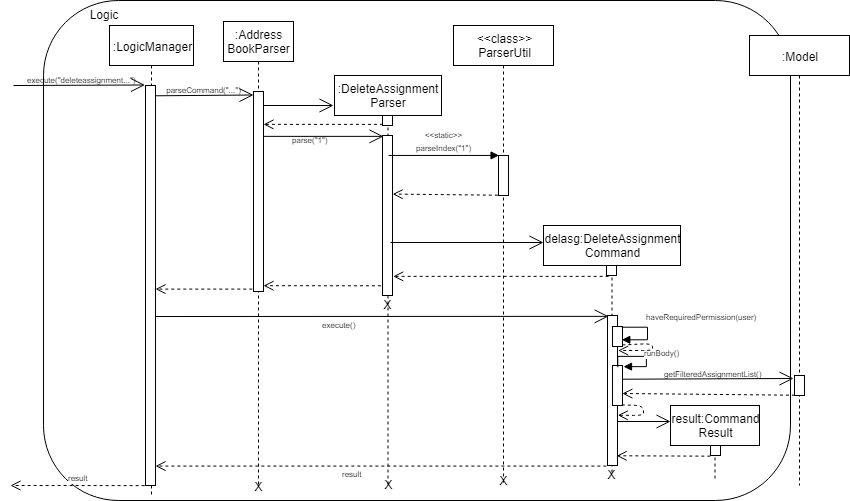 Logic
:LogicManager
:Address
BookParser
<<class>>
ParserUtil
:Model
execute("deleteassignment...")
parseCommand("...")
:DeleteAssignment
Parser
parse("1")
<<static>>
parseIndex("1")
delasg:DeleteAssignment
Command
X
execute()
haveRequiredPermission(user)
runBody()
getFilteredAssignmentList()
result:Command
Result
result
X
result
X
X
X